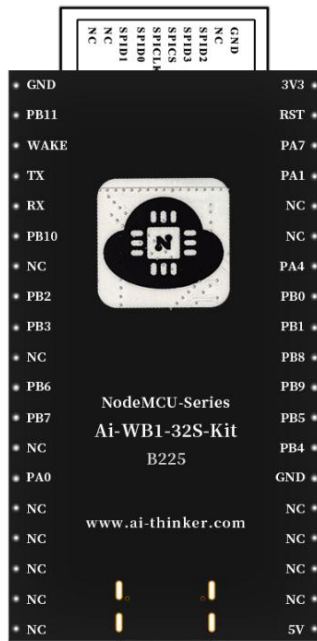 NC
NC
SPID1
SPID0
SPICLK
SPICS
SPID3
SPID2
NC
GND
GND 3V3
PB11 RST
WAKE PA7
TX PA1
RX NC
PB10 NC
NC PA4
PB2 PB0
PB3 PB1
NC PB8
PB6 PB9
PB7 PB5
NC PB4
PA0 GND
NC NC
NC NC
NC NC
NC NC
NC 5V
NodeMCU-Series
Ai-WB1-32S-Kit
B225
www.ai-thinker.com